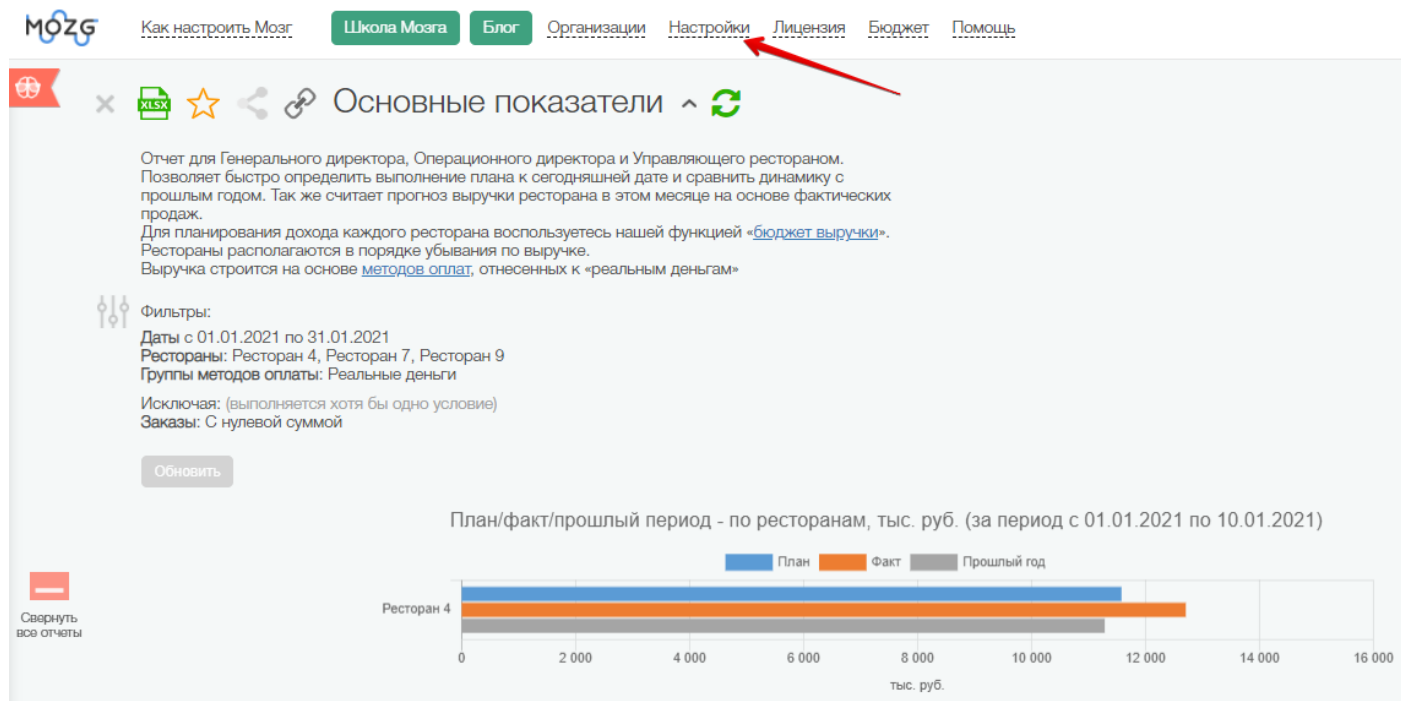 MOZG Как настроить Мозг Школа Мозга Блог Организации Настройки Лицензия Бюджет Помощь
XLSX Основные показатели
Отчет для Генерального директора, Операционного директора и Управляющего рестораном.
Позволяет быстро определить выполнение плана к сегодняшней дате и сравнить динамику с
прошлым годом. Так же считает прогноз выручки ресторана в этом месяце на основе фактических
продаж.
Для планирования дохода каждого ресторана воспользуетесь нашей функцией «бюджет выручки».
Рестораны располагаются в порядке убывания по выручке.
Выручка строится на основе методов оплат, отнесенных к «реальным деньгам»
Фильтры:
Даты с 01.01.2021 по 31.01.2021
Рестораны: Ресторан 4, Ресторан 7, Ресторан 9
Группы методов оплаты: Реальные деньги
Исключая: (выполняется хотя бы одно условие)
Заказы: С нулевой суммой
Обновить
План/факт/прошлый период - по ресторанам, тыс. руб. (за период с 01.01.2021 по 10.01.2021)
План Факт Прошлый год
Ресторан 4
0 2 000 4 000 6 000 8 000 10 000 12 000 14 000 16 000
тыс. руб.
Свернуть
все отчеты